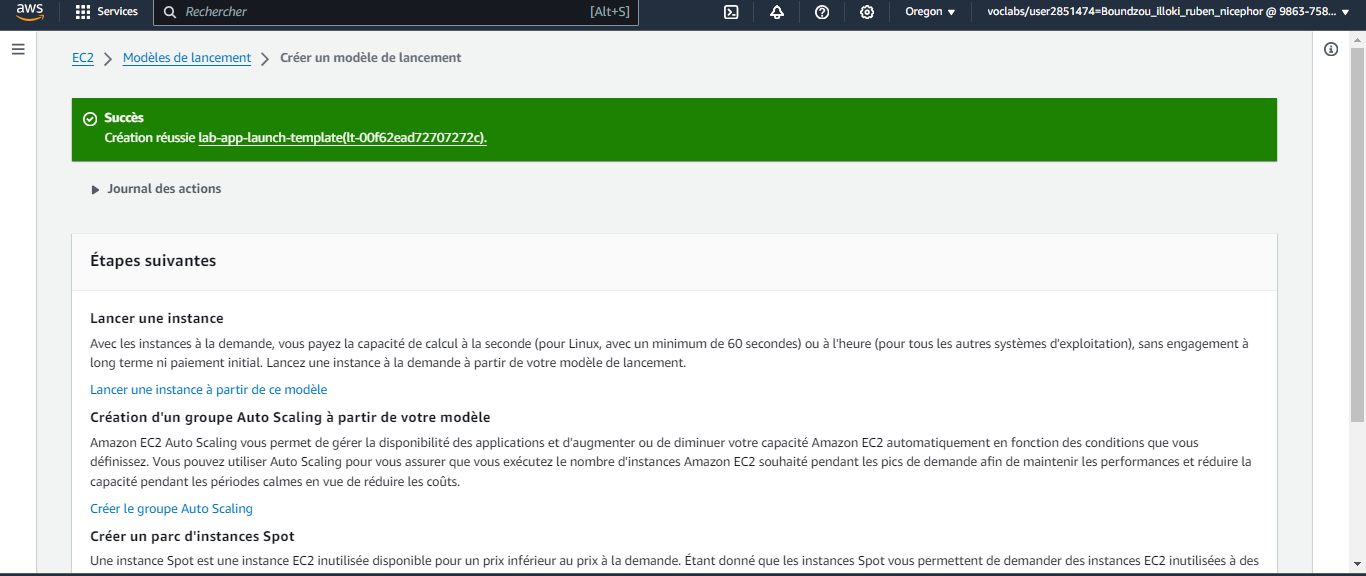 aws
Services
Rechercher
[Alt+S]
Oregon
voclabs/user2851474=Boundzou_illoki_ruben_nicephor @ 9863-758...
EC2
Modèles de lancement
Créer un modèle de lancement
Succès
Création réussie lab-app-launch-template(lt-00f62ead72707272c).
Journal des actions
Étapes suivantes
Lancer une instance
Avec les instances à la demande, vous payez la capacité de calcul à la seconde (pour Linux, avec un minimum de 60 secondes) ou à l'heure (pour tous les autres systèmes d'exploitation), sans engagement à
long terme ni paiement initial. Lancez une instance à la demande à partir de votre modèle de lancement.
Lancer une instance à partir de ce modèle
Création d'un groupe Auto Scaling à partir de votre modèle
Amazon EC2 Auto Scaling vous permet de gérer la disponibilité des applications et d'augmenter ou de diminuer votre capacité Amazon EC2 automatiquement en fonction des conditions que vous
définissez. Vous pouvez utiliser Auto Scaling pour vous assurer que vous exécutez le nombre d'instances Amazon EC2 souhaité pendant les pics de demande afin de maintenir les performances et réduire la
capacité pendant les périodes calmes en vue de réduire les coûts.
Créer le groupe Auto Scaling
Créer un parc d'instances Spot
Une instance Spot est une instance EC2 inutilisée disponible pour un prix inférieur au prix à la demande. Étant donné que les instances Spot vous permettent de demander des instances EC2 inutilisées à des